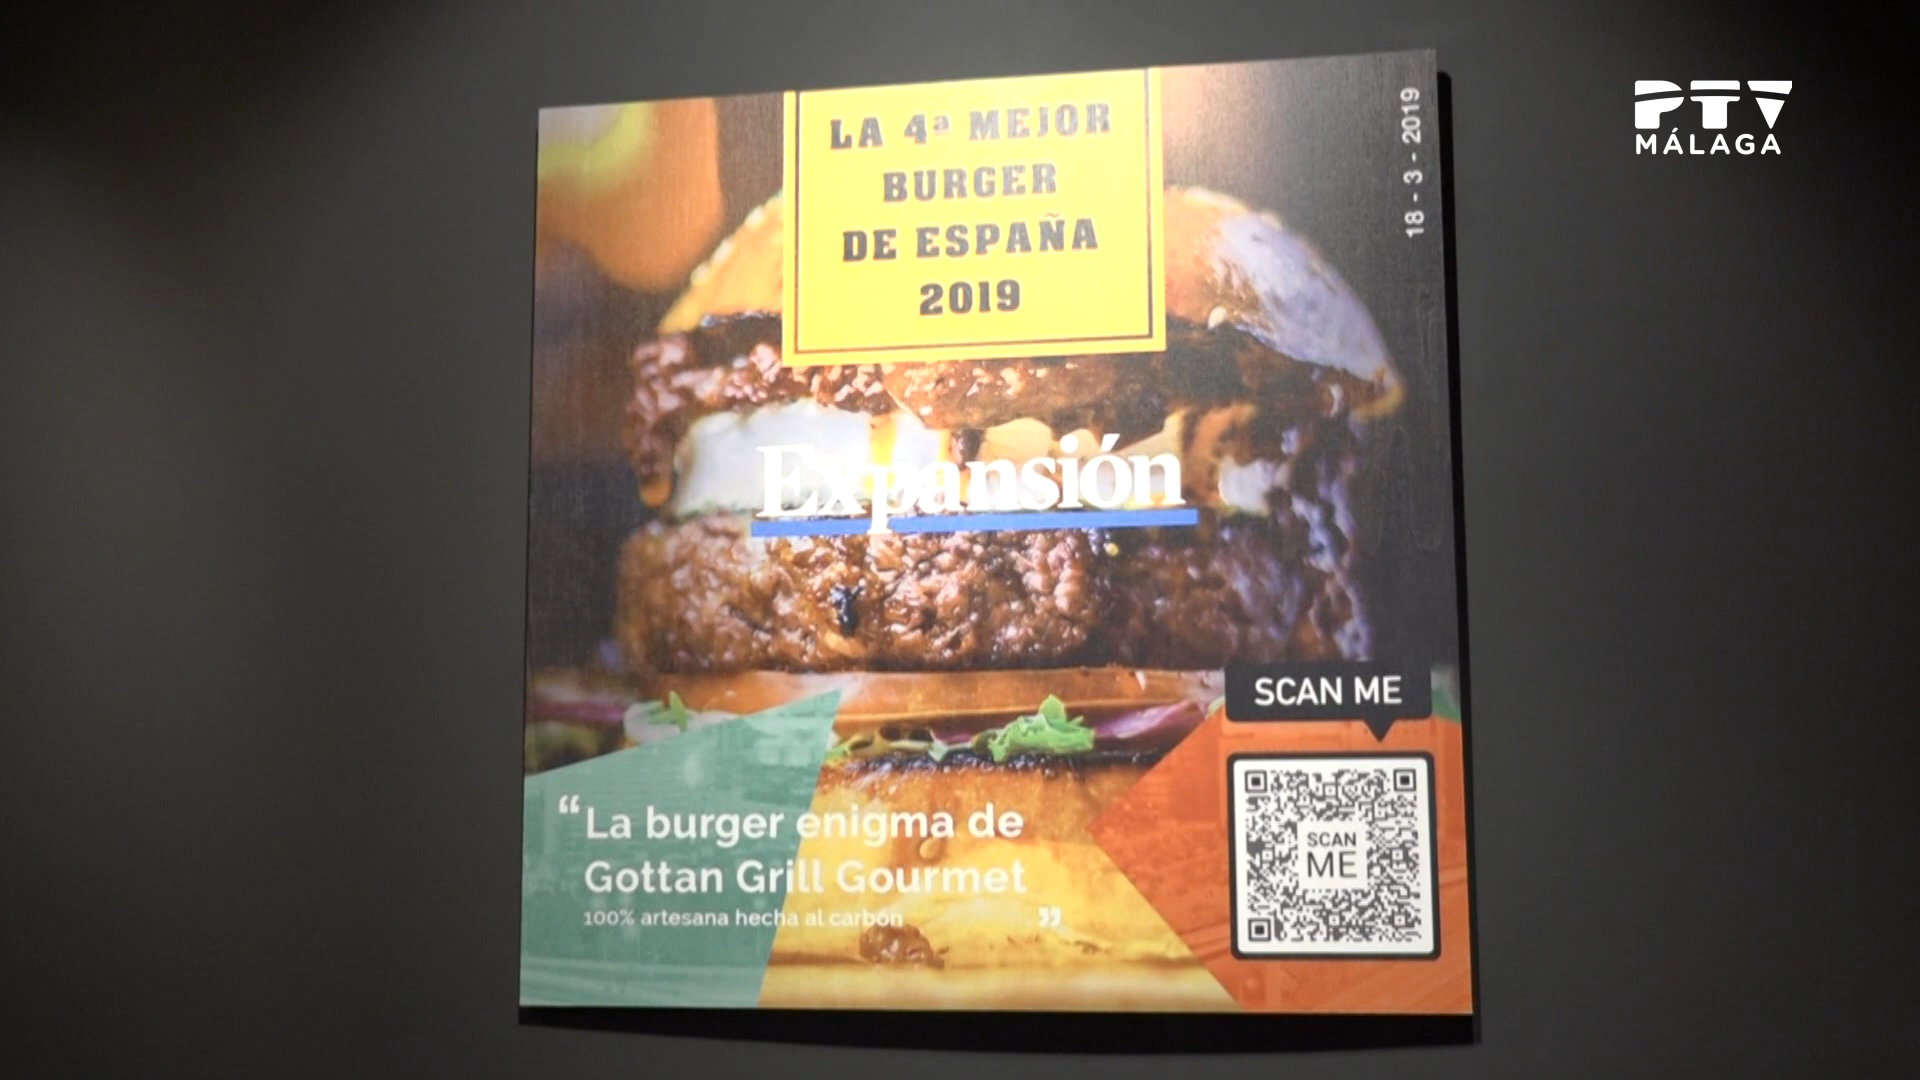 PTV
MÁLAGA
18 - 3 - 2019
LA 4ª MEJOR
BURGER
DE ESPAÑA
2019
Expansión
SCAN ME
SCAN
ME
“La burger enigma de
Gottan Grill Gourmet
100% artesana hecha al carbón ”